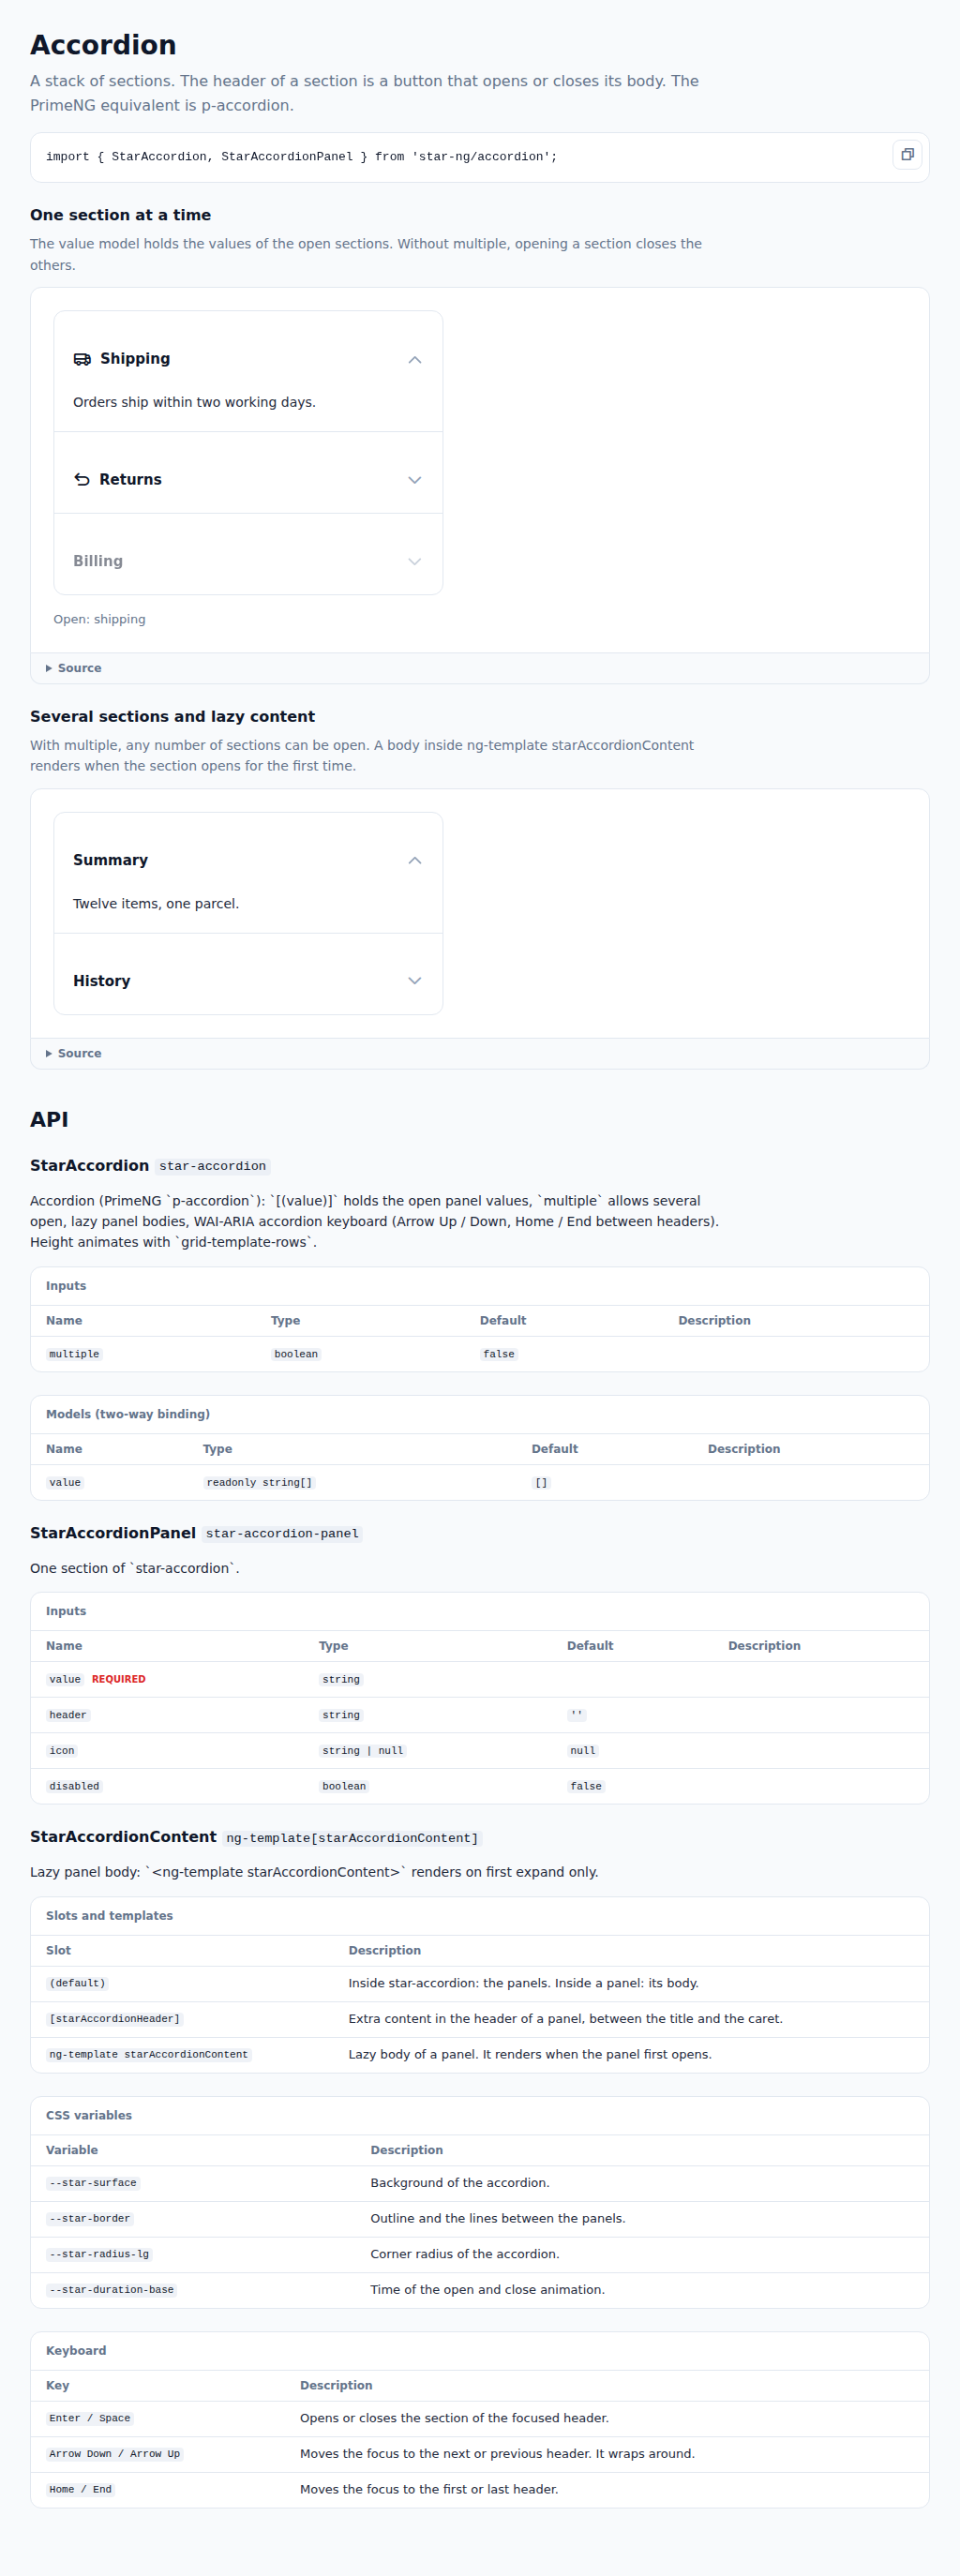 Accordion
A stack of sections. The header of a section is a button that opens or closes its body. The
PrimeNG equivalent is p-accordion.
import { StarAccordion, StarAccordionPanel } from 'star-ng/accordion';
One section at a time
The value model holds the values of the open sections. Without multiple, opening a section closes the
others.
Shipping
Orders ship within two working days.
Returns
Billing
Open: shipping
Source
Several sections and lazy content
With multiple, any number of sections can be open. A body inside ng-template starAccordionContent
renders when the section opens for the first time.
Summary
Twelve items, one parcel.
History
Source
API
StarAccordion star-accordion
Accordion (PrimeNG `p-accordion`): `[(value)]` holds the open panel values, `multiple` allows several
open, lazy panel bodies, WAI-ARIA accordion keyboard (Arrow Up / Down, Home / End between headers).
Height animates with `grid-template-rows`.
Inputs
Name Type Default Description
multiple boolean false
Models (two-way binding)
Name Type Default Description
value readonly string[] []
StarAccordionPanel star-accordion-panel
One section of `star-accordion`.
Inputs
Name Type Default Description
value REQUIRED string
header string ''
icon string | null null
disabled boolean false
StarAccordionContent ng-template[starAccordionContent]
Lazy panel body: `<ng-template starAccordionContent>` renders on first expand only.
Slots and templates
Slot Description
(default) Inside star-accordion: the panels. Inside a panel: its body.
[starAccordionHeader] Extra content in the header of a panel, between the title and the caret.
ng-template starAccordionContent Lazy body of a panel. It renders when the panel first opens.
CSS variables
Variable Description
--star-surface Background of the accordion.
--star-border Outline and the lines between the panels.
--star-radius-lg Corner radius of the accordion.
--star-duration-base Time of the open and close animation.
Keyboard
Key Description
Enter / Space Opens or closes the section of the focused header.
Arrow Down / Arrow Up Moves the focus to the next or previous header. It wraps around.
Home / End Moves the focus to the first or last header.